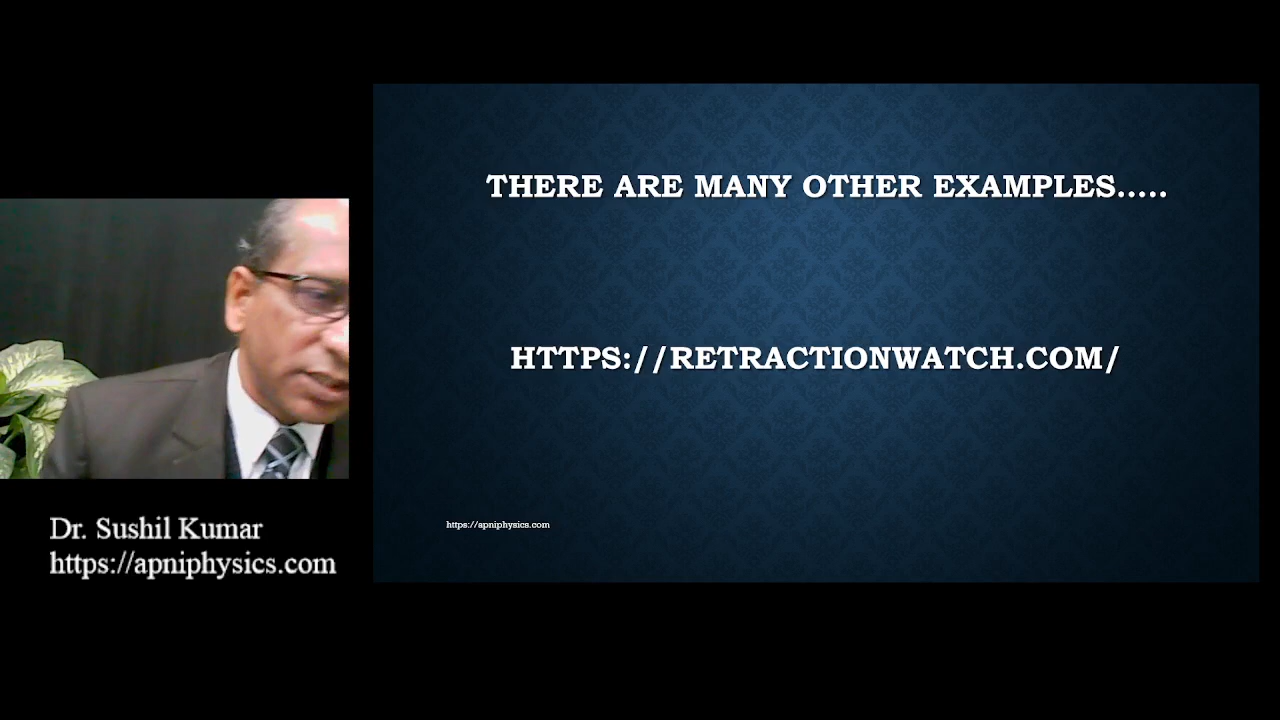 THERE ARE MANY OTHER EXAMPLES.....
HTTPS://RETRACTIONWATCH.COM/
https://apniphysics.com
Dr. Sushil Kumar
https://apniphysics.com